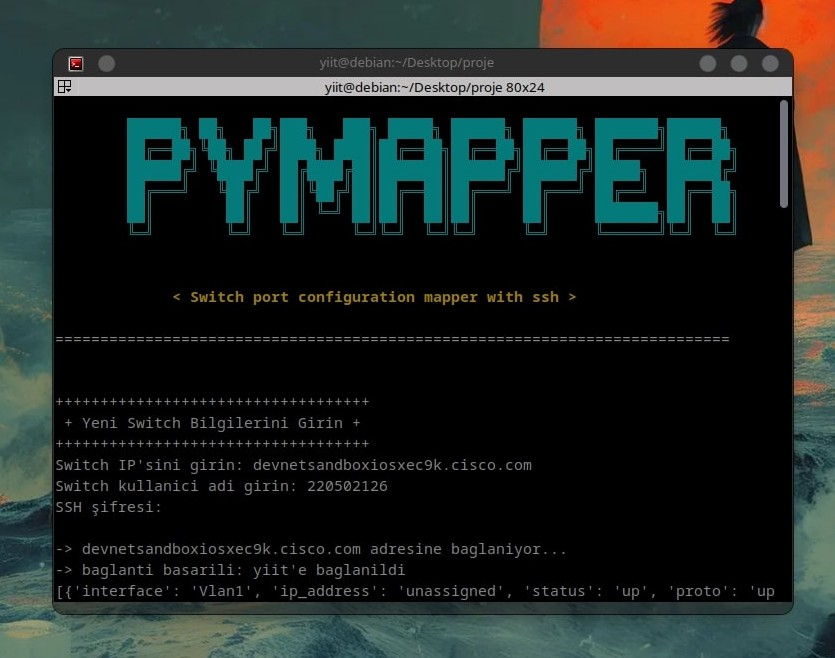 yiit@debian:~/Desktop/proje
yiit@debian:~/Desktop/proje 80x24
PYMAPPER
< Switch port configuration mapper with ssh >
===========================================================================
+++++++++++++++++++++++++++++++++++
+ Yeni Switch Bilgilerini Girin +
+++++++++++++++++++++++++++++++++++
Switch IP'sini girin: devnetsandboxiosxec9k.cisco.com
Switch kullanici adi girin: 220502126
SSH şifresi:
-> devnetsandboxiosxec9k.cisco.com adresine baglaniyor...
-> baglanti basarili: yiit'e baglanildi
[{'interface': 'Vlan1', 'ip_address': 'unassigned', 'status': 'up', 'proto': 'up